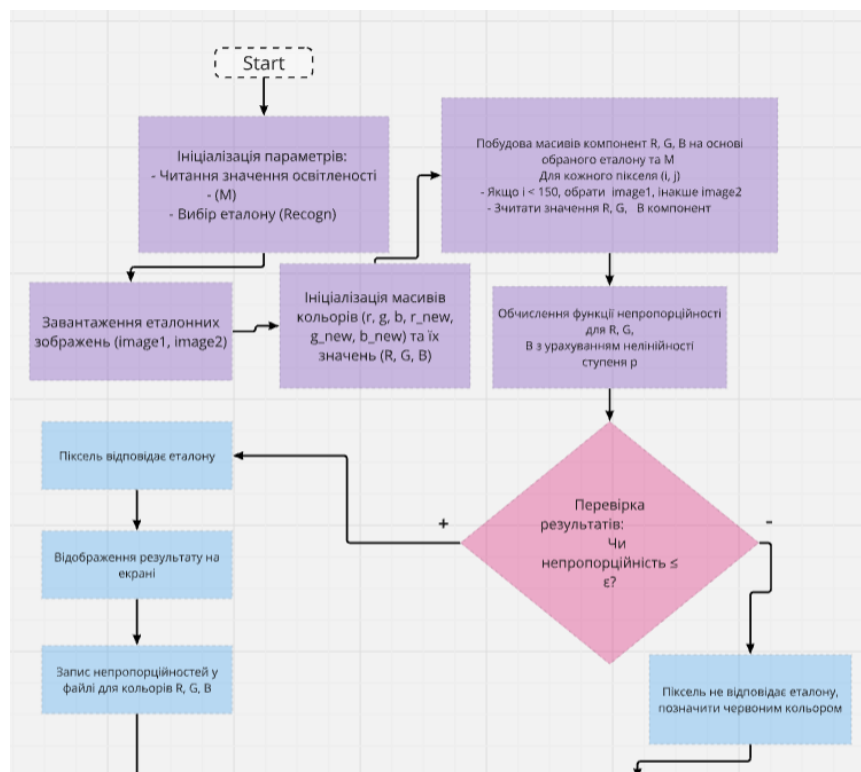 Start
Ініціалізація параметрів:
- Читання значення освітленості
- (M)
- Вибір еталону (Recogn)
Завантаження еталонних
зображень (image1, image2)
Ініціалізація масивів
кольорів (r, g, b, r_new,
g_new, b_new) та їх
значень (R, G, B)
Побудова масивів компонент R, G, B на основі
обраного еталону та M
Для кожного пікселя (i, j)
- Якщо i < 150, обрати image1, інакше image2
- Зчитати значення R, G, B компонент
Обчислення функції непропорційності
для R, G,
B з урахуванням нелінійності
ступеня p
Перевірка
результатів:
Чи
непропорційність ≤
ε?
+
-
Піксель відповідає еталону
Відображення результату на
екрані
Запис непропорційностей у
файлі для кольорів R, G, B
Піксель не відповідає еталону,
позначити червоним кольором